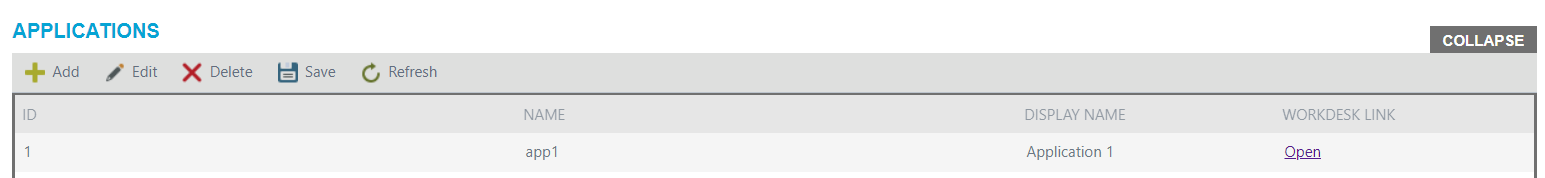 APPLICATIONS
COLLAPSE
Add Edit Delete Save Refresh
ID NAME DISPLAY NAME WORKDESK LINK
1 app1 Application 1 Open